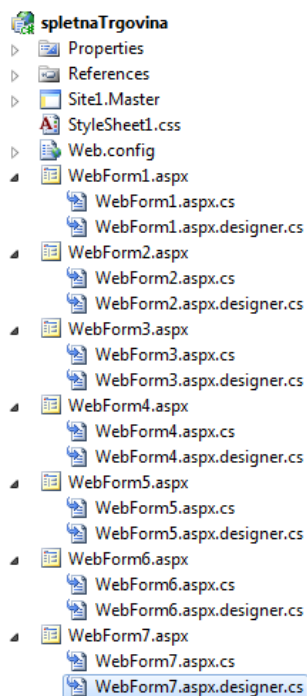 spletnaTrgovina
Properties
References
Site1.Master
StyleSheet1.css
Web.config
WebForm1.aspx
WebForm1.aspx.cs
WebForm1.aspx.designer.cs
WebForm2.aspx
WebForm2.aspx.cs
WebForm2.aspx.designer.cs
WebForm3.aspx
WebForm3.aspx.cs
WebForm3.aspx.designer.cs
WebForm4.aspx
WebForm4.aspx.cs
WebForm4.aspx.designer.cs
WebForm5.aspx
WebForm5.aspx.cs
WebForm5.aspx.designer.cs
WebForm6.aspx
WebForm6.aspx.cs
WebForm6.aspx.designer.cs
WebForm7.aspx
WebForm7.aspx.cs
WebForm7.aspx.designer.cs